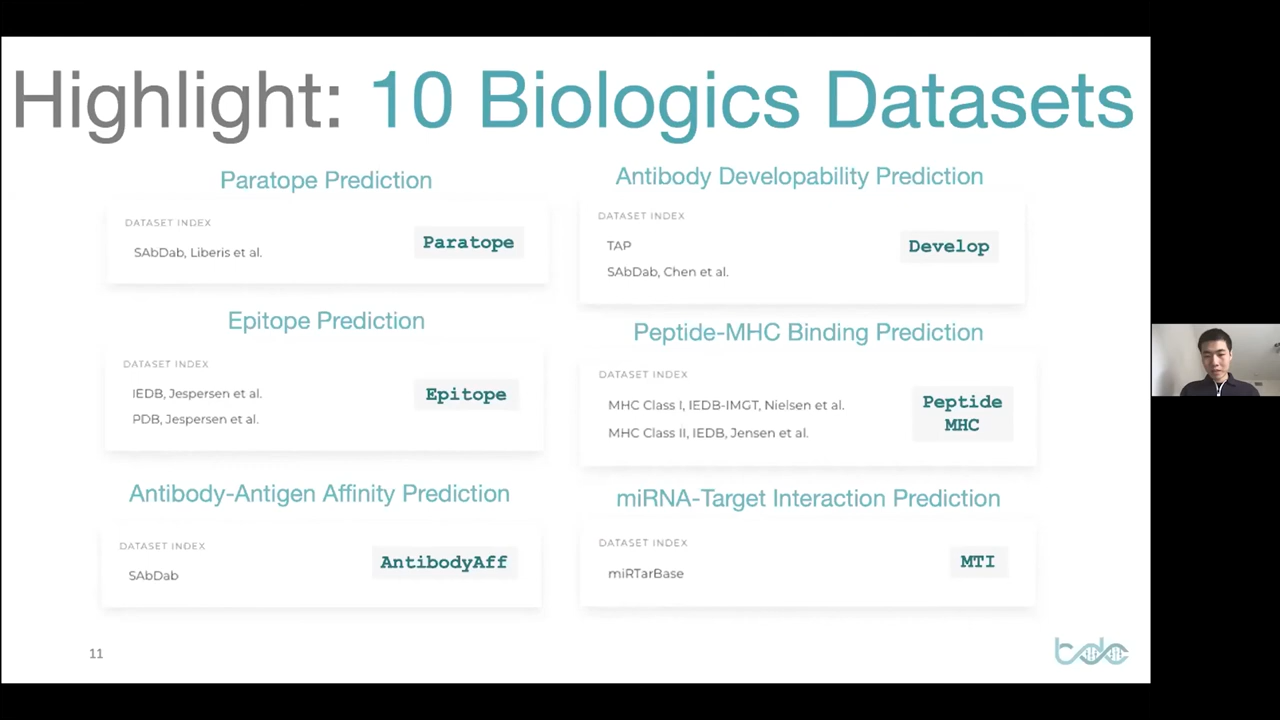 Highlight: 10 Biologics Datasets
Paratope Prediction
DATASET INDEX
SAbDab, Liberis et al.
Paratope
Epitope Prediction
DATASET INDEX
IEDB, Jespersen et al.
PDB, Jespersen et al.
Epitope
Antibody-Antigen Affinity Prediction
DATASET INDEX
SAbDab
AntibodyAff
Antibody Developability Prediction
DATASET INDEX
TAP
SAbDab, Chen et al.
Develop
Peptide-MHC Binding Prediction
DATASET INDEX
MHC Class I, IEDB-IMGT, Nielsen et al.
MHC Class II, IEDB, Jensen et al.
Peptide
MHC
miRNA-Target Interaction Prediction
DATASET INDEX
miRTarBase
MTI
11
tdc